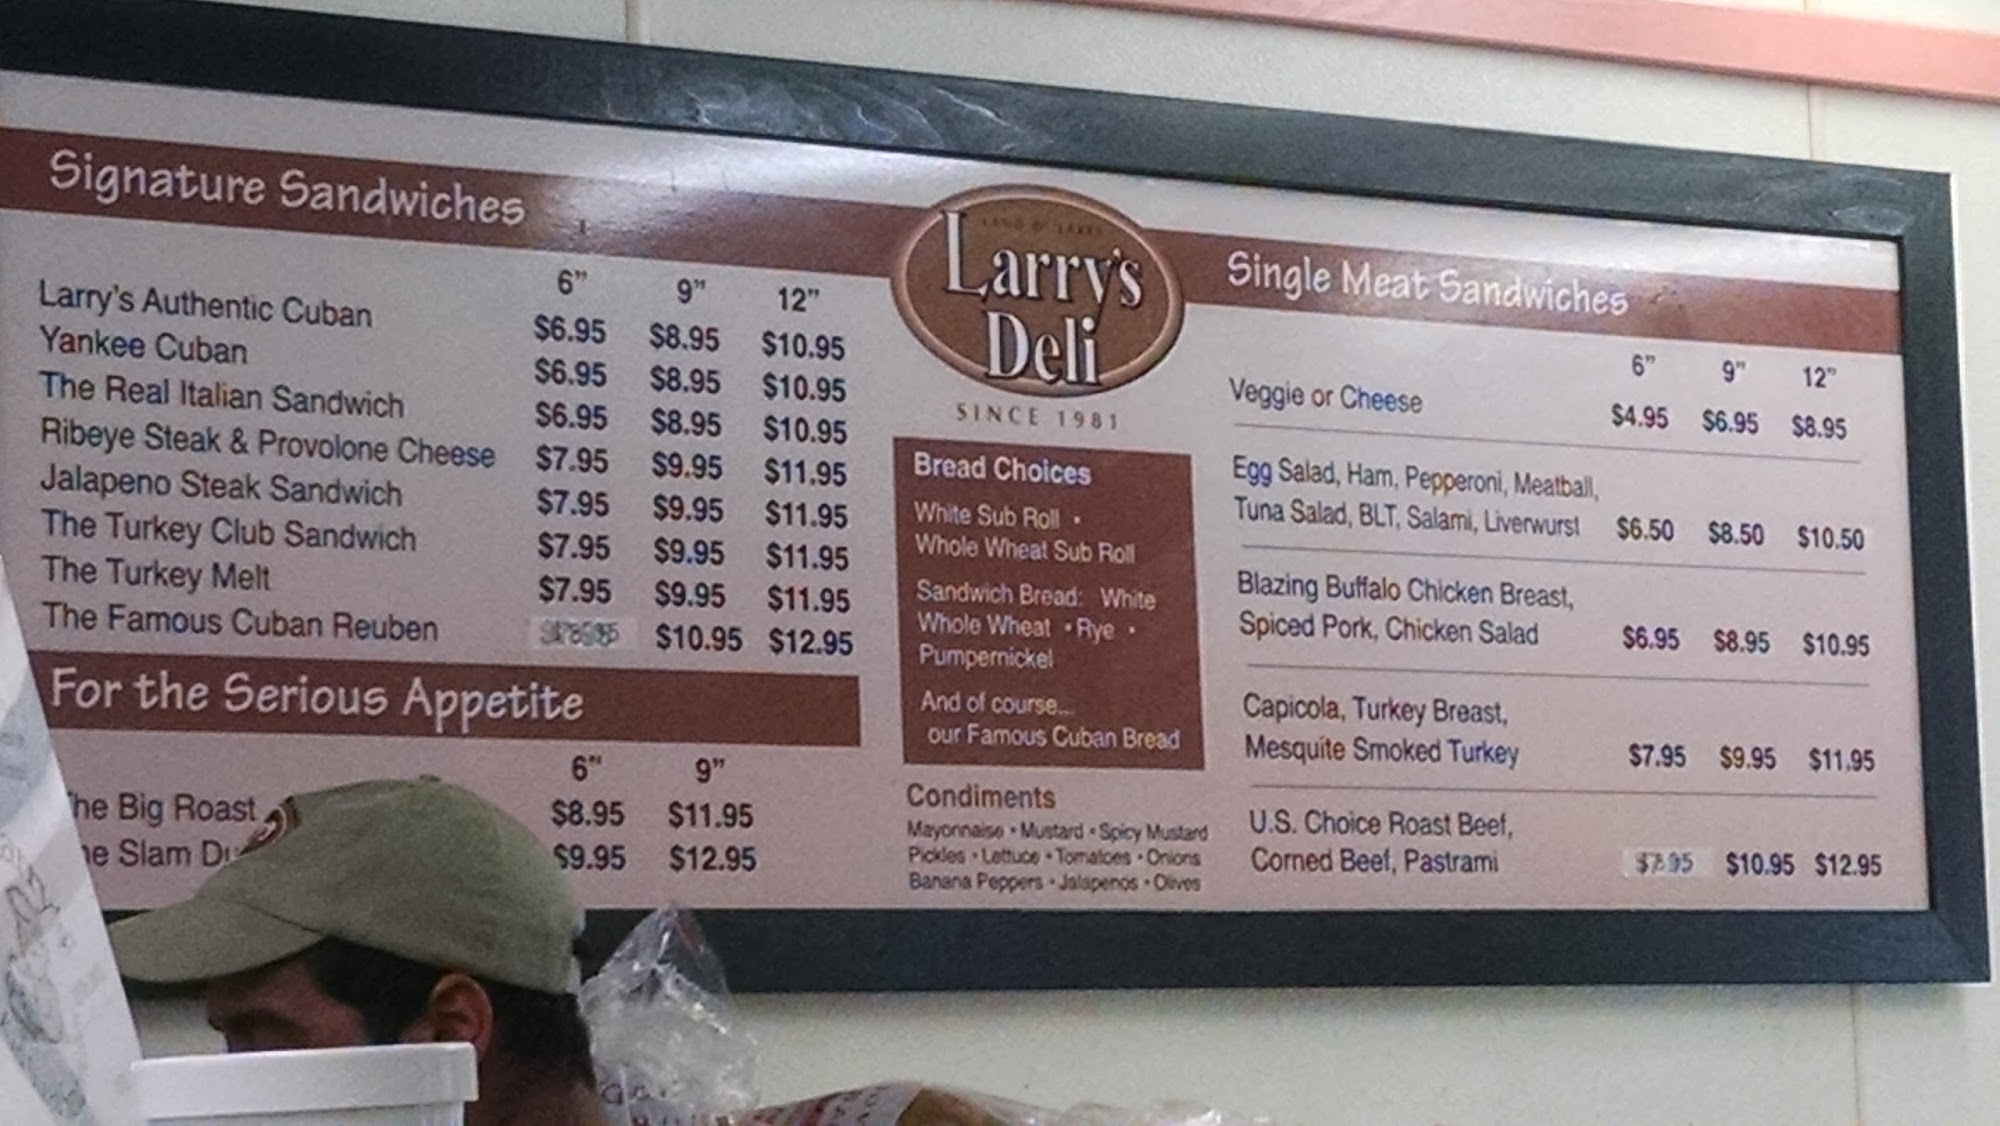 Signature Sandwiches
6" 9" 12"
Larry's Authentic Cuban $6.95 $8.95 $10.95
Yankee Cuban $6.95 $8.95 $10.95
The Real Italian Sandwich $6.95 $8.95 $10.95
Ribeye Steak & Provolone Cheese $7.95 $9.95 $11.95
Jalapeno Steak Sandwich $7.95 $9.95 $11.95
The Turkey Club Sandwich $7.95 $9.95 $11.95
The Turkey Melt $7.95 $9.95 $11.95
The Famous Cuban Reuben $10.95 $12.95
For the Serious Appetite
6" 9"
he Big Roast $8.95 $11.95
e Slam $9.95 $12.95
LAND O' LAKES
Larry's
Deli
SINCE 1981
Bread Choices
White Sub Roll •
Whole Wheat Sub Roll
Sandwich Bread: White
Whole Wheat • Rye •
Pumpernickel
And of course...
our Famous Cuban Bread
Condiments
Mayonnaise • Mustard • Spicy Mustard
Pickles • Lettuce • Tomatoes • Onions
Banana Peppers • Jalapenos • Olives
Single Meat Sandwiches
6" 9" 12"
Veggie or Cheese $4.95 $6.95 $8.95
Egg Salad, Ham, Pepperoni, Meatball,
Tuna Salad, BLT, Salami, Liverwurst $6.50 $8.50 $10.50
Blazing Buffalo Chicken Breast,
Spiced Pork, Chicken Salad $6.95 $8.95 $10.95
Capicola, Turkey Breast,
Mesquite Smoked Turkey $7.95 $9.95 $11.95
U.S. Choice Roast Beef,
Corned Beef, Pastrami $10.95 $12.95